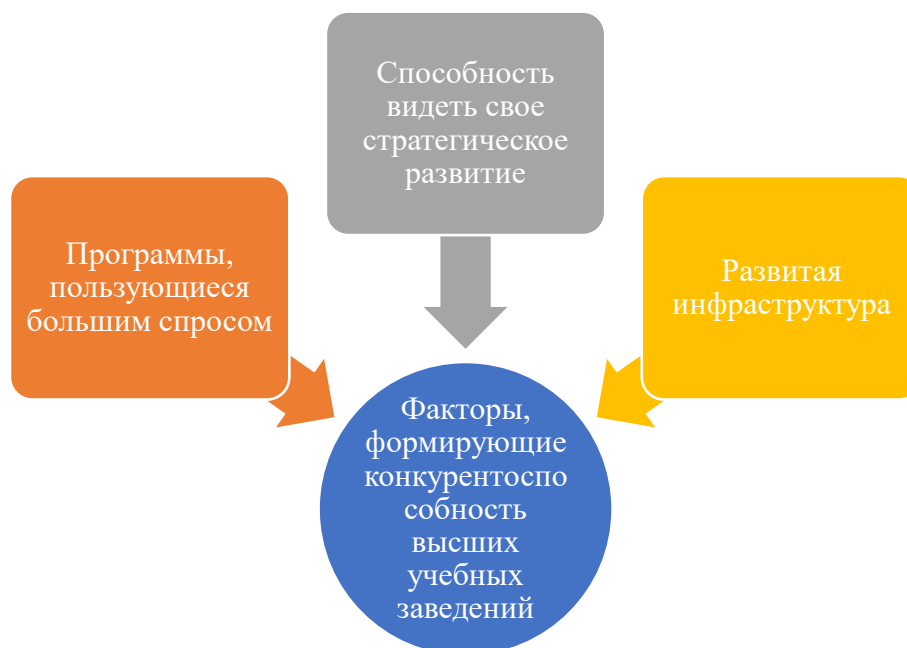 Способность
видеть свое
стратегическое
развитие
Программы,
пользующиеся
большим спросом
Развитая
инфраструктура
Факторы,
формирующие
конкурентоспо
собность
высших
учебных
заведений